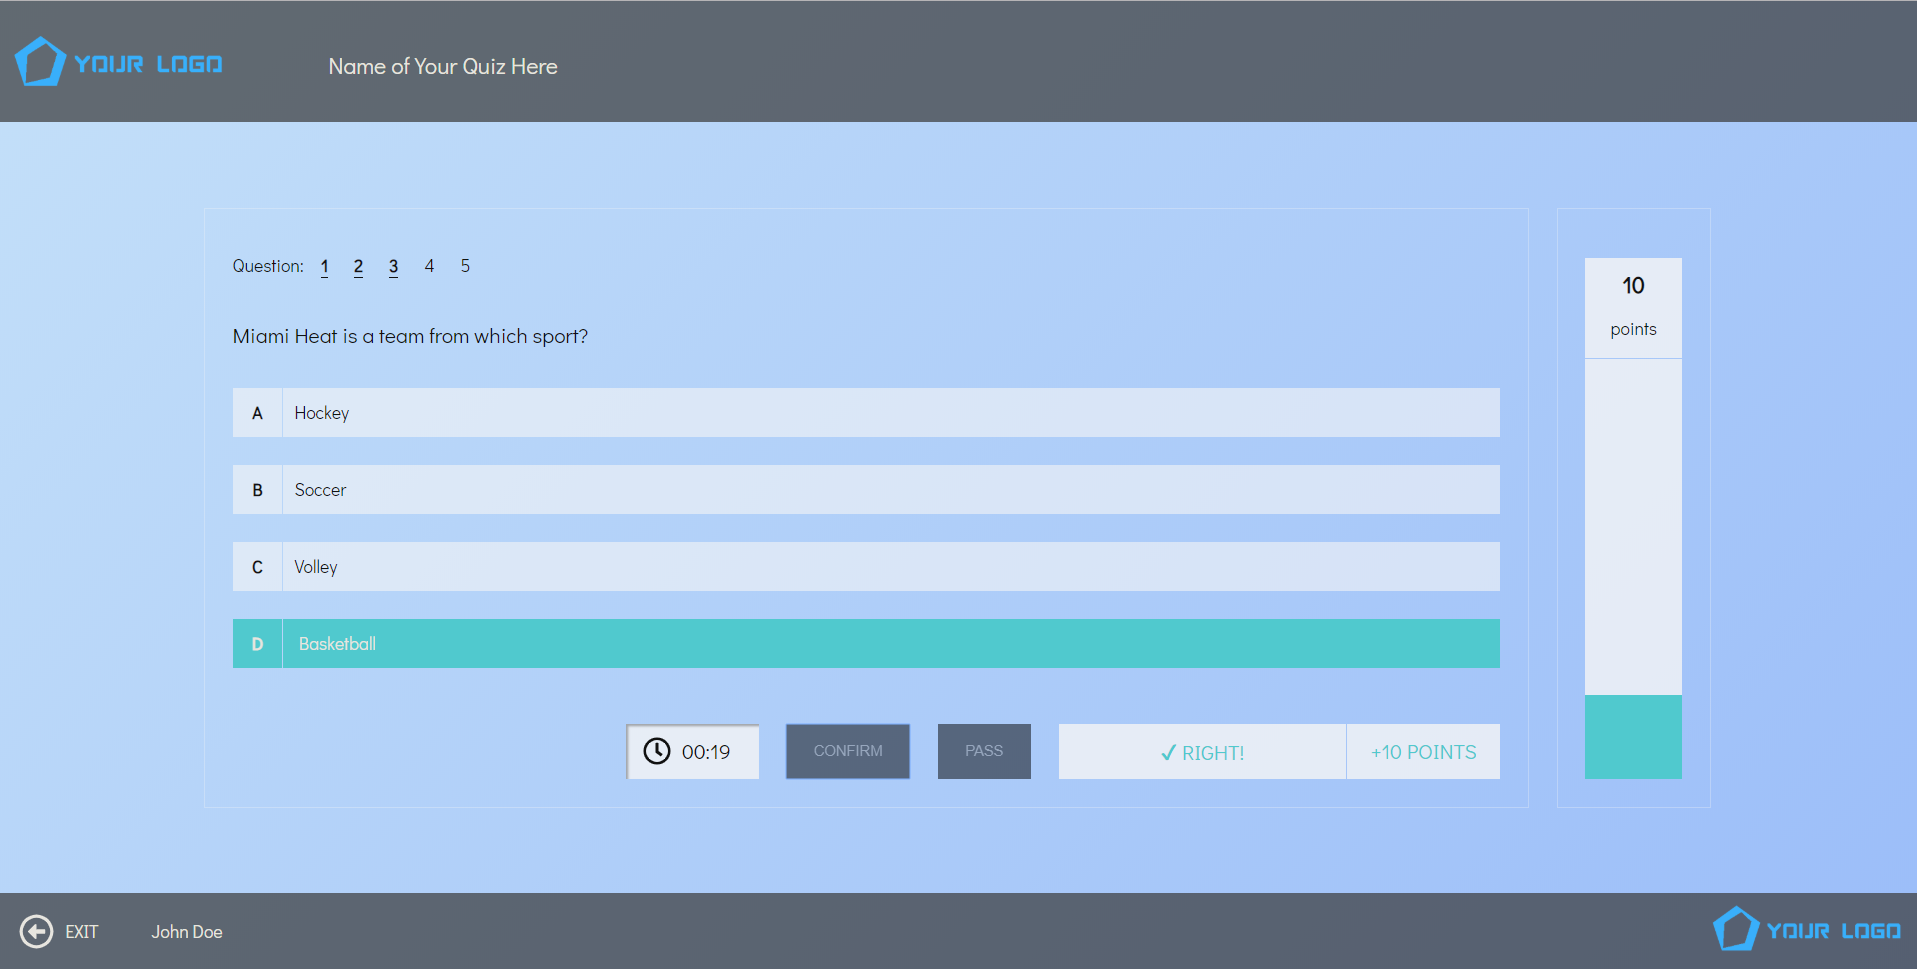 YOUR LOGO
Name of Your Quiz Here
Question: 1 2 3 4 5
Miami Heat is a team from which sport?
A Hockey
B Soccer
C Volley
D Basketball
00:19 CONFIRM PASS ✓ RIGHT! +10 POINTS
10
points
EXIT John Doe
YOUR LOGO